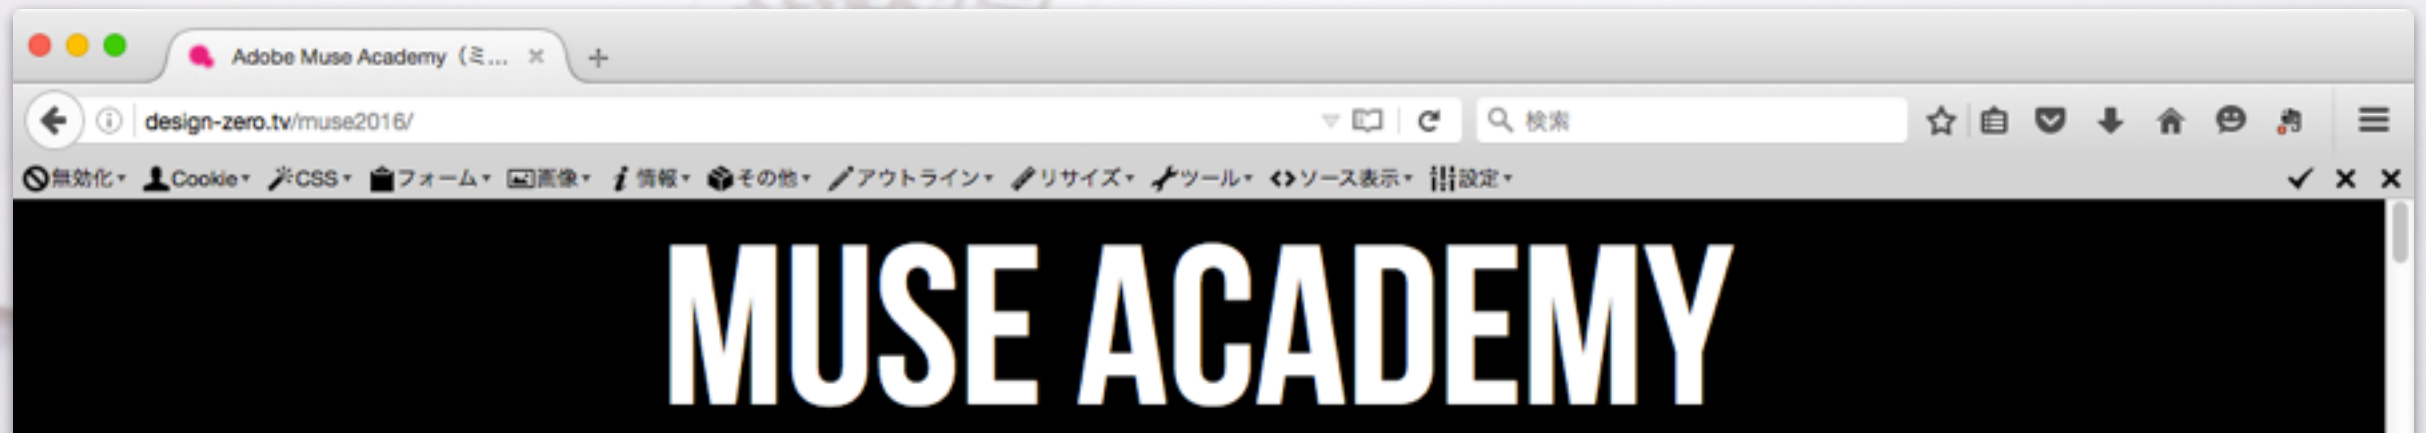 Adobe Muse Academy（ミ...
design-zero.tv/muse2016/
検索
無効化 Cookie CSS フォーム 画像 情報 その他 アウトライン リサイズ ツール ソース表示 設定
MUSE ACADEMY